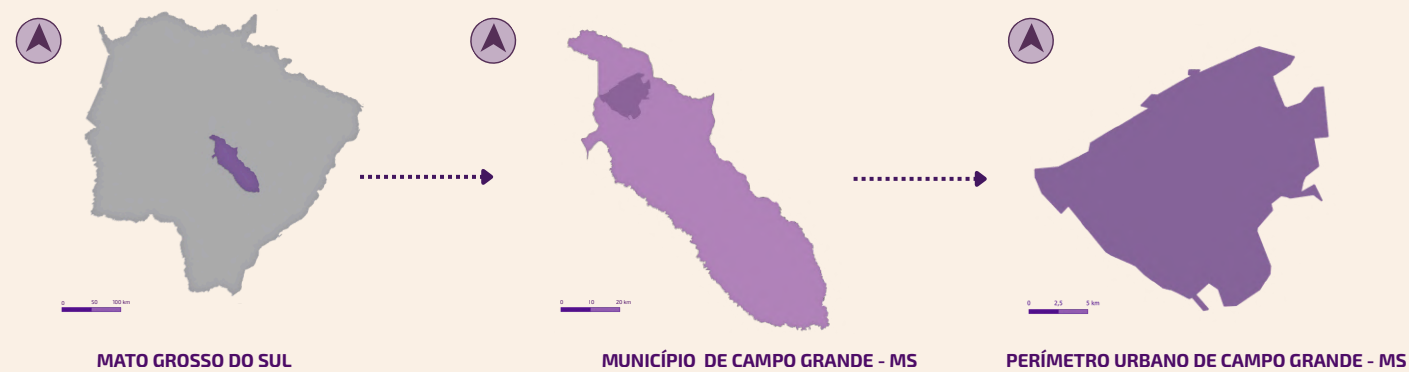 0 50 100 km
0 10 20 km
0 2,5 5 km
MATO GROSSO DO SUL
MUNICÍPIO DE CAMPO GRANDE - MS
PERÍMETRO URBANO DE CAMPO GRANDE - MS